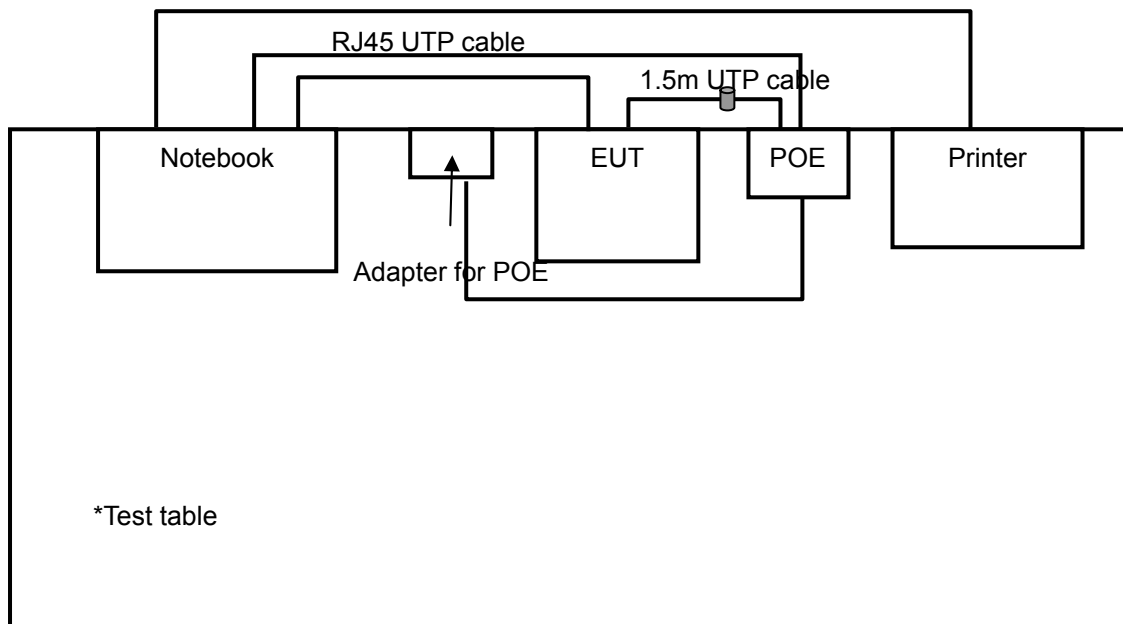 RJ45 UTP cable
1.5m UTP cable
Notebook
EUT
POE
Printer
Adapter for POE
*Test table